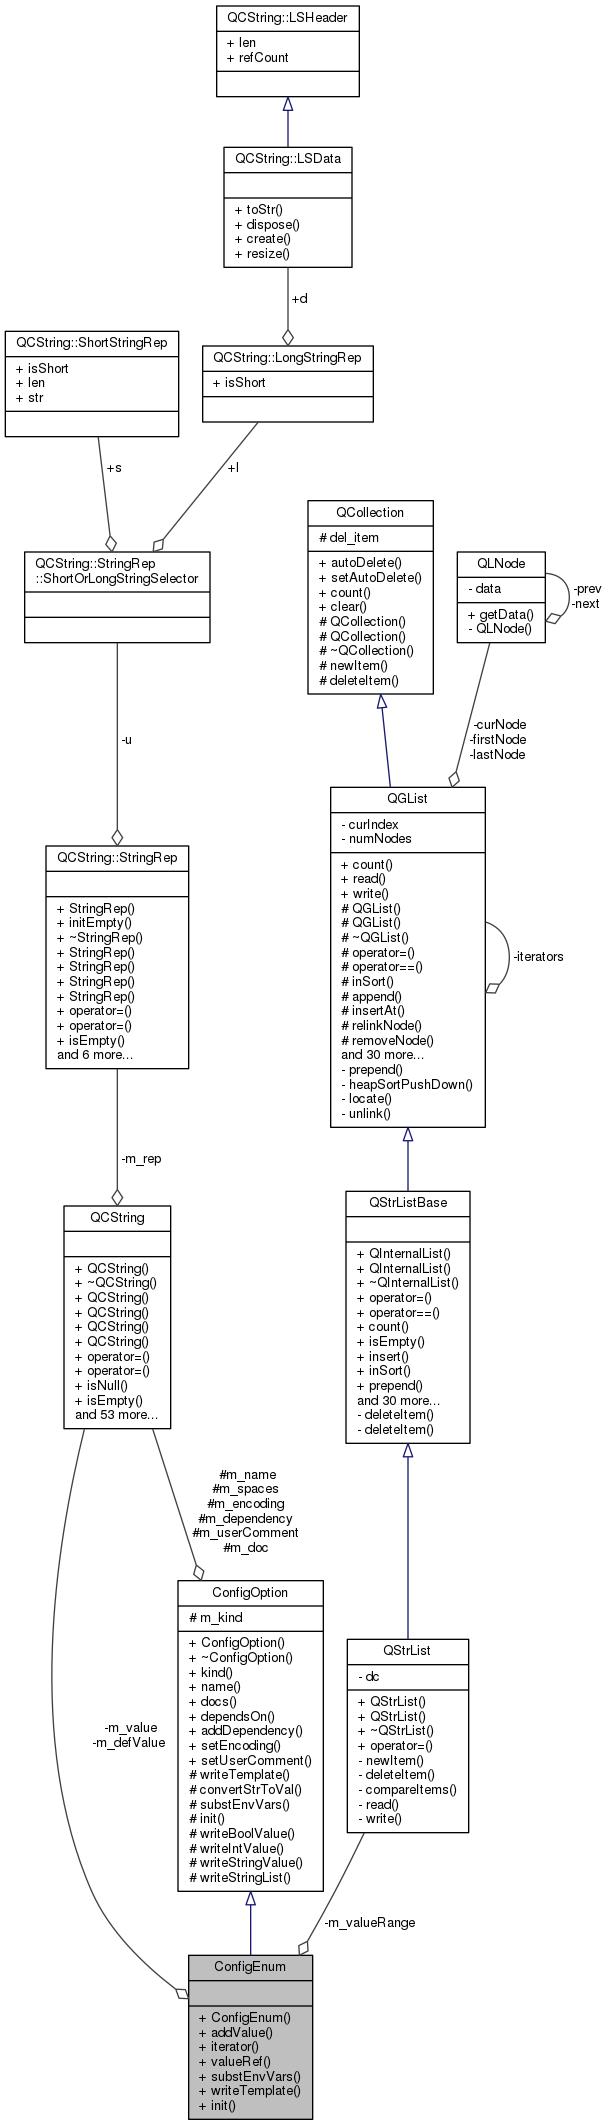 QCString::LSHeader
+ len
+ refCount
QCString::LSData
+ toStr()
+ dispose()
+ create()
+ resize()
+d
QCString::ShortStringRep
+ isShort
+ len
+ str
QCString::LongStringRep
+ isShort
+s
+l
QCString::StringRep
::ShortOrLongStringSelector
QCollection
# del_item
+ autoDelete()
+ setAutoDelete()
+ count()
+ clear()
# QCollection()
# QCollection()
# ~QCollection()
# newItem()
# deleteItem()
QLNode
- data
+ getData()
- QLNode()
-prev
-next
-u
-curNode
-firstNode
-lastNode
QCString::StringRep
+ StringRep()
+ initEmpty()
+ ~StringRep()
+ StringRep()
+ StringRep()
+ StringRep()
+ StringRep()
+ operator=()
+ operator=()
+ isEmpty()
and 6 more...
QGList
- curIndex
- numNodes
+ count()
+ read()
+ write()
# QGList()
# QGList()
# ~QGList()
# operator=()
# operator==()
# inSort()
# append()
# insertAt()
# relinkNode()
# removeNode()
and 30 more...
- prepend()
- heapSortPushDown()
- locate()
- unlink()
-iterators
-m_rep
QCString
+ QCString()
+ ~QCString()
+ QCString()
+ QCString()
+ QCString()
+ QCString()
+ operator=()
+ operator=()
+ isNull()
+ isEmpty()
and 53 more...
QStrListBase
+ QInternalList()
+ QInternalList()
+ ~QInternalList()
+ operator=()
+ operator==()
+ count()
+ isEmpty()
+ insert()
+ inSort()
+ prepend()
and 30 more...
- deleteItem()
- deleteItem()
#m_name
#m_spaces
#m_encoding
#m_dependency
#m_userComment
#m_doc
ConfigOption
# m_kind
+ ConfigOption()
+ ~ConfigOption()
+ kind()
+ name()
+ docs()
+ dependsOn()
+ addDependency()
+ setEncoding()
+ setUserComment()
# writeTemplate()
# convertStrToVal()
# substEnvVars()
# init()
# writeBoolValue()
# writeIntValue()
# writeStringValue()
# writeStringList()
QStrList
- dc
+ QStrList()
+ QStrList()
+ ~QStrList()
+ operator=()
- newItem()
- deleteItem()
- compareItems()
- read()
- write()
-m_value
-m_defValue
-m_valueRange
ConfigEnum
+ ConfigEnum()
+ addValue()
+ iterator()
+ valueRef()
+ substEnvVars()
+ writeTemplate()
+ init()